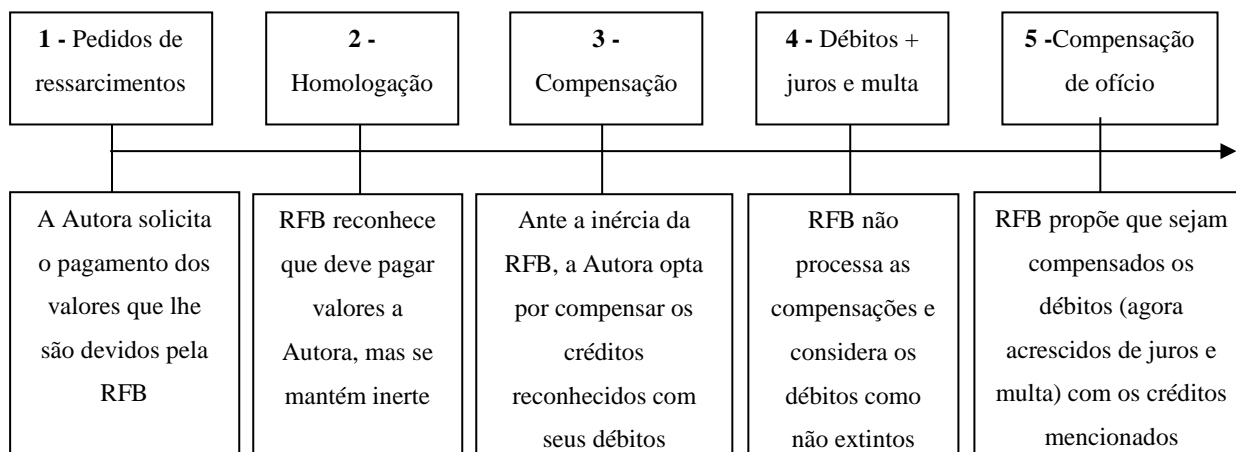 1 - Pedidos de
ressarcimentos
2 -
Homologação
3 -
Compensação
4 - Débitos +
juros e multa
5 -Compensação
de ofício
A Autora solicita
o pagamento dos
valores que lhe
são devidos pela
RFB
RFB reconhece
que deve pagar
valores a
Autora, mas se
mantém inerte
Ante a inércia da
RFB, a Autora opta
por compensar os
créditos
reconhecidos com
seus débitos
RFB não
processa as
compensações e
considera os
débitos como
não extintos
RFB propõe que sejam
compensados os
débitos (agora
acrescidos de juros e
multa) com os créditos
mencionados